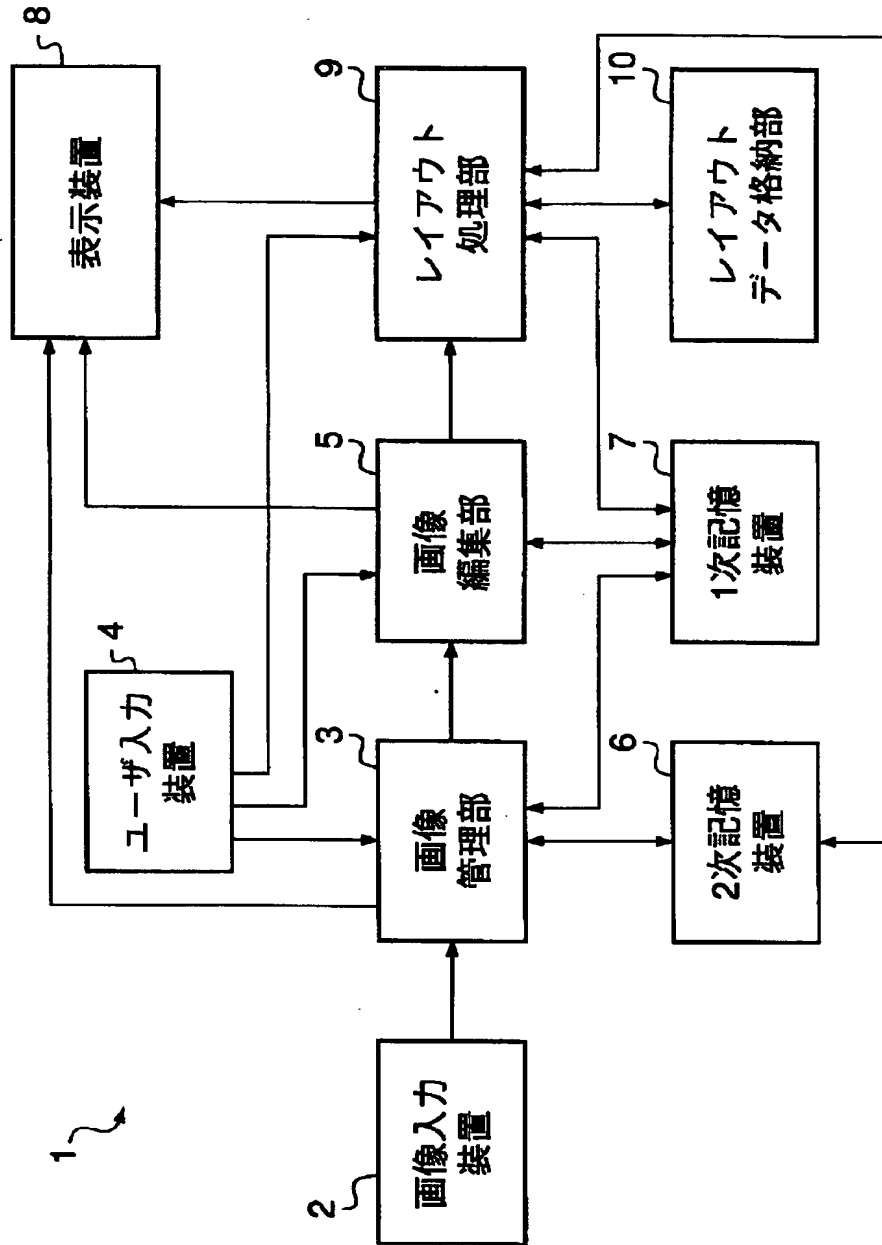 1
8
表示装置
4
ユーザ入力
装置
3
画像
管理部
5
画像
編集部
9
レイアウト
処理部
2
画像入力
装置
6
2次記憶
装置
7
1次記憶
装置
10
レイアウト
データ格納部